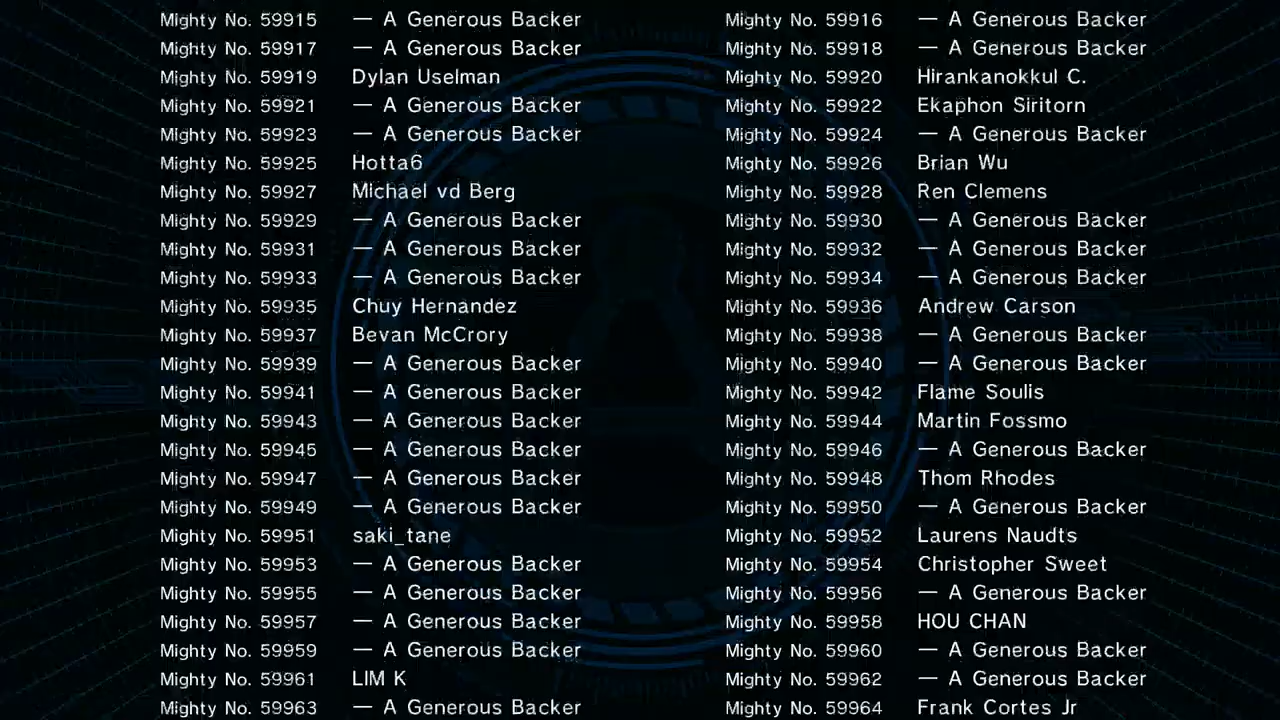 Mighty No. 59915 — A Generous Backer Mighty No. 59916 — A Generous Backer
Mighty No. 59917 — A Generous Backer Mighty No. 59918 — A Generous Backer
Mighty No. 59919 Dylan Uselman Mighty No. 59920 Hirankanokkul C.
Mighty No. 59921 — A Generous Backer Mighty No. 59922 Ekaphon Siritorn
Mighty No. 59923 — A Generous Backer Mighty No. 59924 — A Generous Backer
Mighty No. 59925 Hotta6 Mighty No. 59926 Brian Wu
Mighty No. 59927 Michael vd Berg Mighty No. 59928 Ren Clemens
Mighty No. 59929 — A Generous Backer Mighty No. 59930 — A Generous Backer
Mighty No. 59931 — A Generous Backer Mighty No. 59932 — A Generous Backer
Mighty No. 59933 — A Generous Backer Mighty No. 59934 — A Generous Backer
Mighty No. 59935 Chuy Hernandez Mighty No. 59936 Andrew Carson
Mighty No. 59937 Bevan McCrory Mighty No. 59938 — A Generous Backer
Mighty No. 59939 — A Generous Backer Mighty No. 59940 — A Generous Backer
Mighty No. 59941 — A Generous Backer Mighty No. 59942 Flame Soulis
Mighty No. 59943 — A Generous Backer Mighty No. 59944 Martin Fossmo
Mighty No. 59945 — A Generous Backer Mighty No. 59946 — A Generous Backer
Mighty No. 59947 — A Generous Backer Mighty No. 59948 Thom Rhodes
Mighty No. 59949 — A Generous Backer Mighty No. 59950 — A Generous Backer
Mighty No. 59951 saki_tane Mighty No. 59952 Laurens Naudts
Mighty No. 59953 — A Generous Backer Mighty No. 59954 Christopher Sweet
Mighty No. 59955 — A Generous Backer Mighty No. 59956 — A Generous Backer
Mighty No. 59957 — A Generous Backer Mighty No. 59958 HOU CHAN
Mighty No. 59959 — A Generous Backer Mighty No. 59960 — A Generous Backer
Mighty No. 59961 LIM K Mighty No. 59962 — A Generous Backer
Mighty No. 59963 — A Generous Backer Mighty No. 59964 Frank Cortes Jr